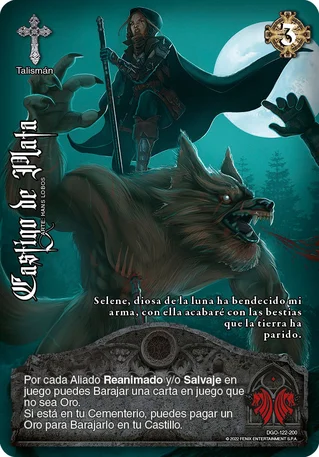 3
Talismán
Castigo de Plata
ARTE: HANS LOBOS
Selene, diosa de la luna ha bendecido mi
arma, con ella acabaré con las bestias
que la tierra ha
parido.
Por cada Aliado Reanimado y/o Salvaje en
juego puedes Barajar una carta en juego que
no sea Oro.
Si está en tu Cementerio, puedes pagar un
Oro para Barajarlo en tu Castillo.
DGO-122-200
© 2022 FENIX ENTERTAINMENT S.P.A.